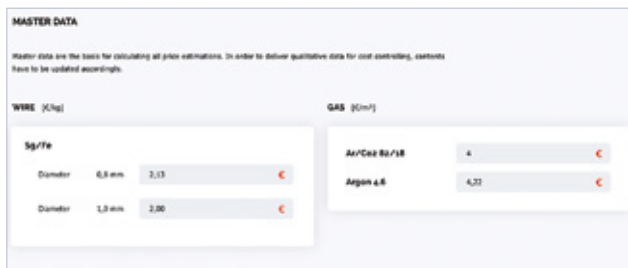 MASTER DATA
Master data are the basis for calculating all price estimations. In order to deliver qualitative data for cost controlling, contents
have to be updated accordingly.
WIRE [€/kg]
GAS [€/m³]
Sg/Fe
Diameter 0,8 mm 2,13 €
Diameter 1,0 mm 2,00 €
Ar/Co2 82/18 4 €
Argon 4.6 4,22 €